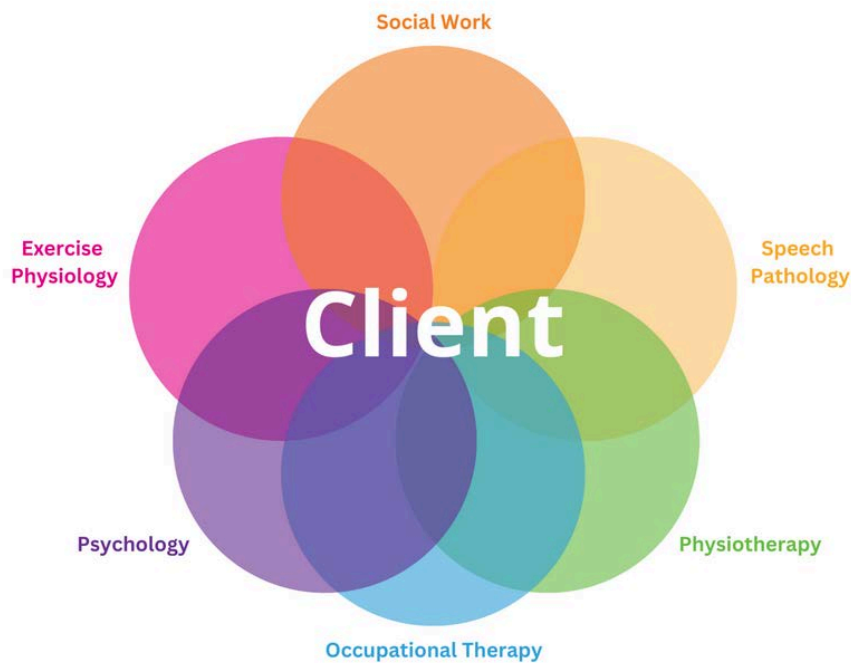 Social Work
Exercise
Physiology
Speech
Pathology
Client
Psychology
Physiotherapy
Occupational Therapy